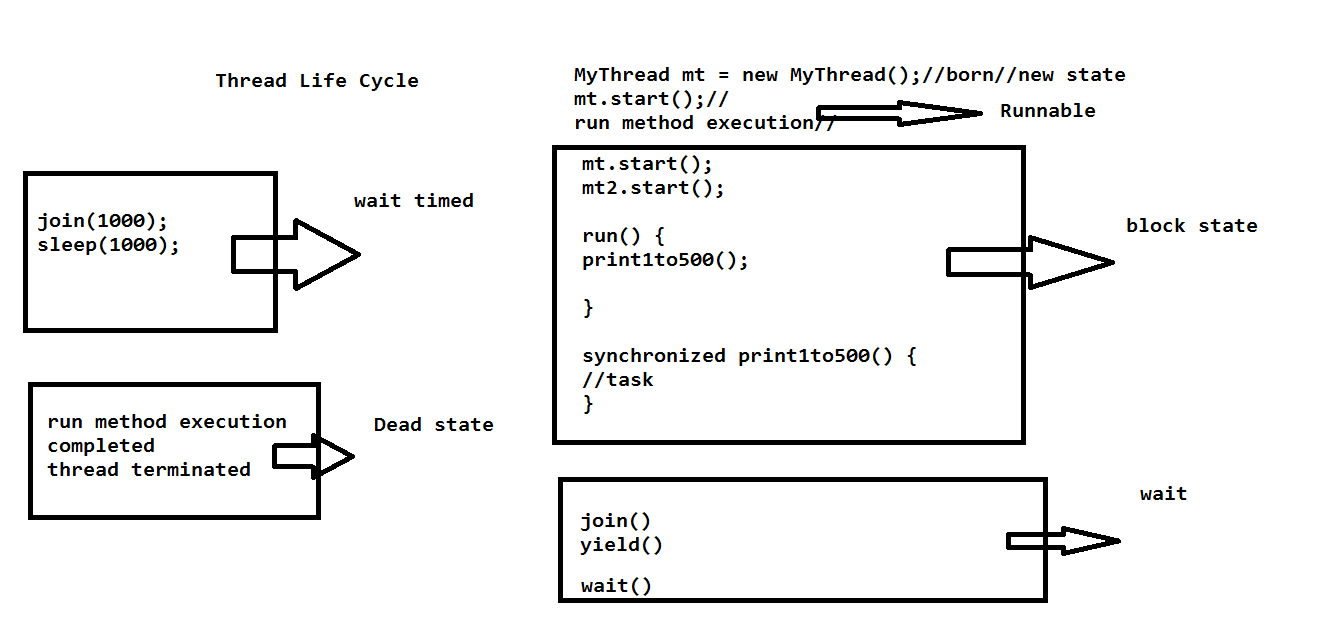 Thread Life Cycle
MyThread mt = new MyThread();//born//new state
mt.start();//
run method execution//
Runnable
join(1000);
sleep(1000);
wait timed
mt.start();
mt2.start();
run() {
print1to500();
}
synchronized print1to500() {
//task
}
block state
run method execution
completed
thread terminated
Dead state
join()
yield()
wait()
wait